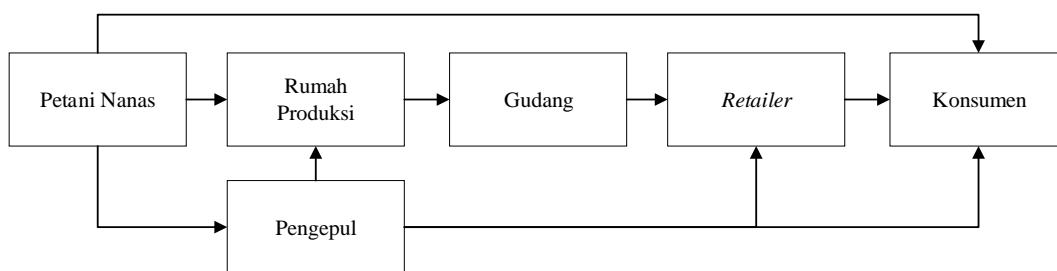 Petani Nanas
Rumah
Produksi
Gudang
Retailer
Konsumen
Pengepul